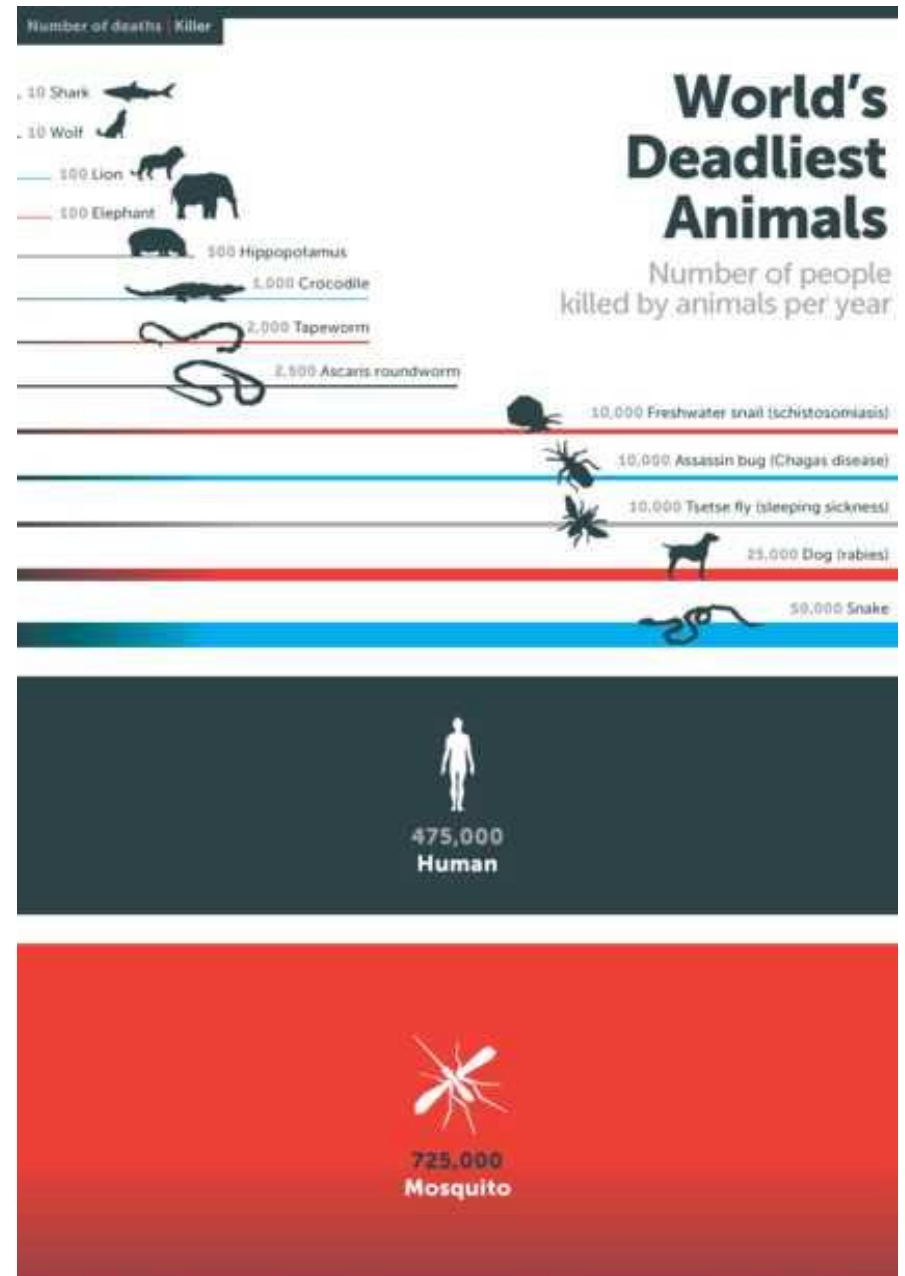 Number of deaths | Killer
World's
Deadliest
Animals
Number of people
killed by animals per year
10 Shark
10 Wolf
100 Lion
100 Elephant
500 Hippopotamus
1,000 Crocodile
2,000 Tapeworm
2,500 Ascaris roundworm
10,000 Freshwater snail (schistosomiasis)
10,000 Assassin bug (Chagas disease)
10,000 Tsetse fly (sleeping sickness)
25,000 Dog (rabies)
50,000 Snake
475,000
Human
725,000
Mosquito